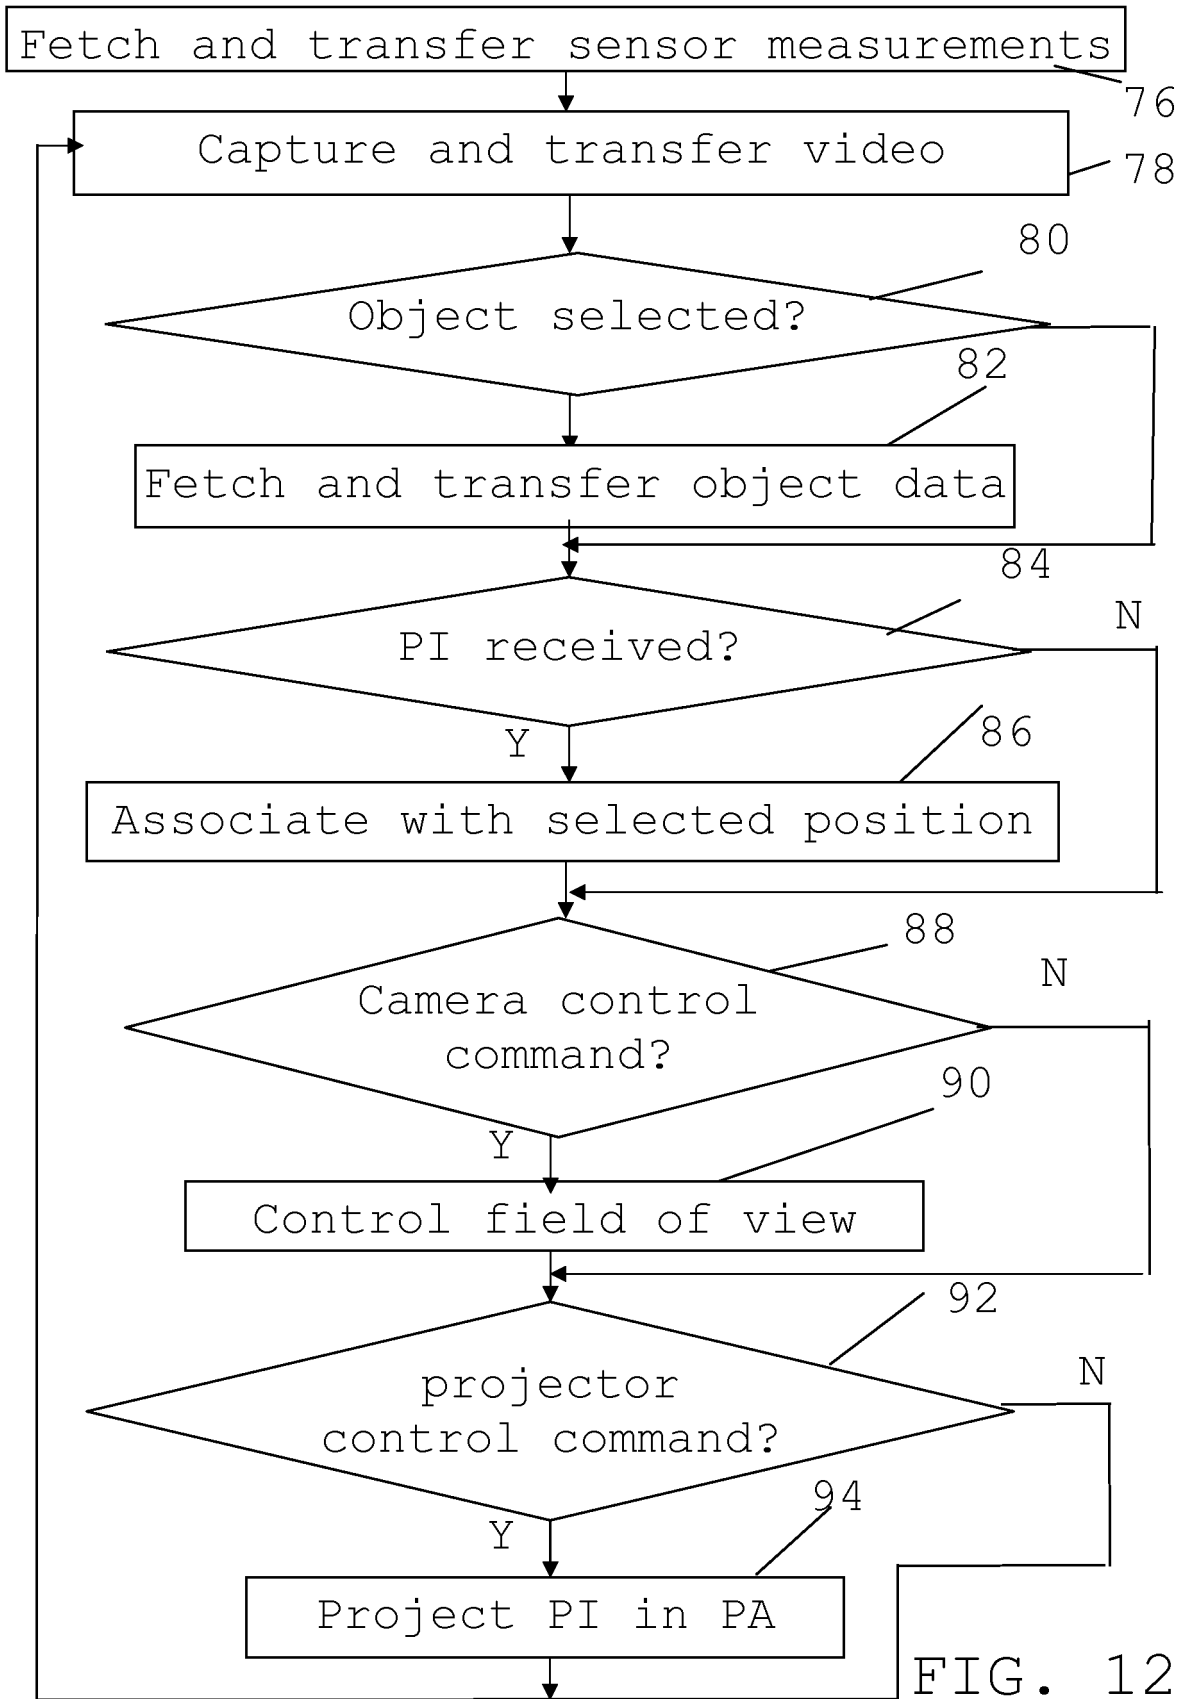 Fetch and transfer sensor measurements
76
Capture and transfer video
78
80
Object selected?
82
Fetch and transfer object data
84
N
PI received?
Y
86
Associate with selected position
88
N
Camera control
command?
90
Y
Control field of view
92
N
projector
control command?
94
Y
Project PI in PA
FIG. 12